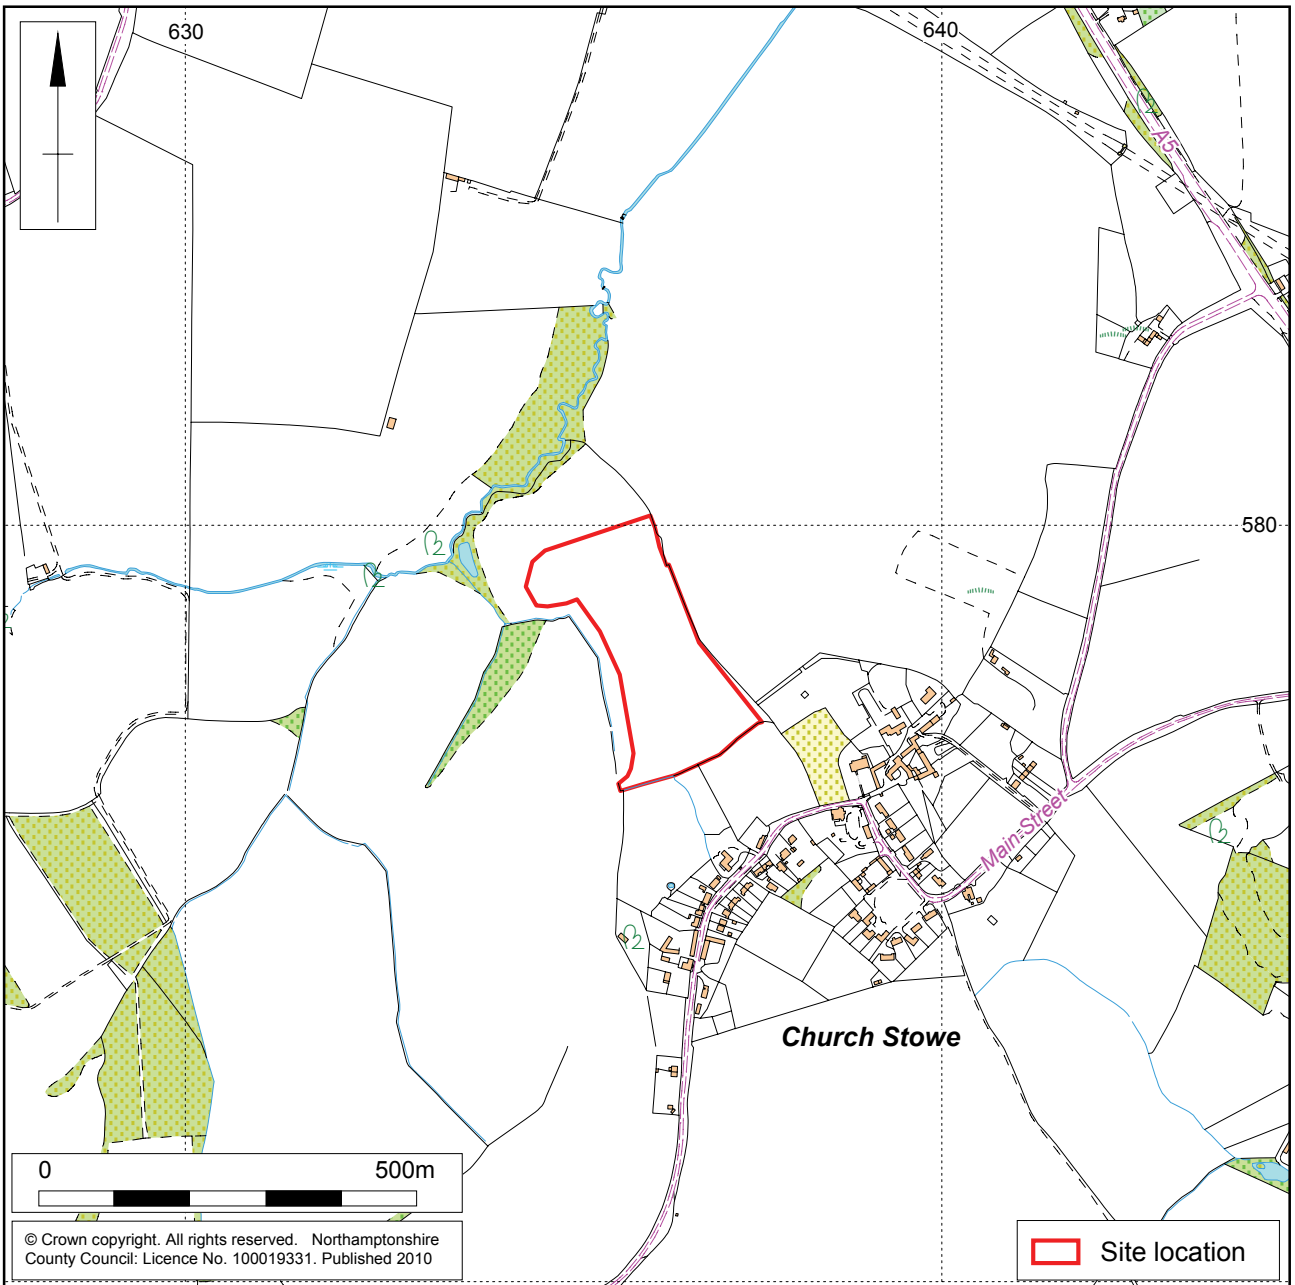 630
640
A5
580
Main Street
Church Stowe
0 500m
© Crown copyright. All rights reserved. Northamptonshire
County Council: Licence No. 100019331. Published 2010
Site location